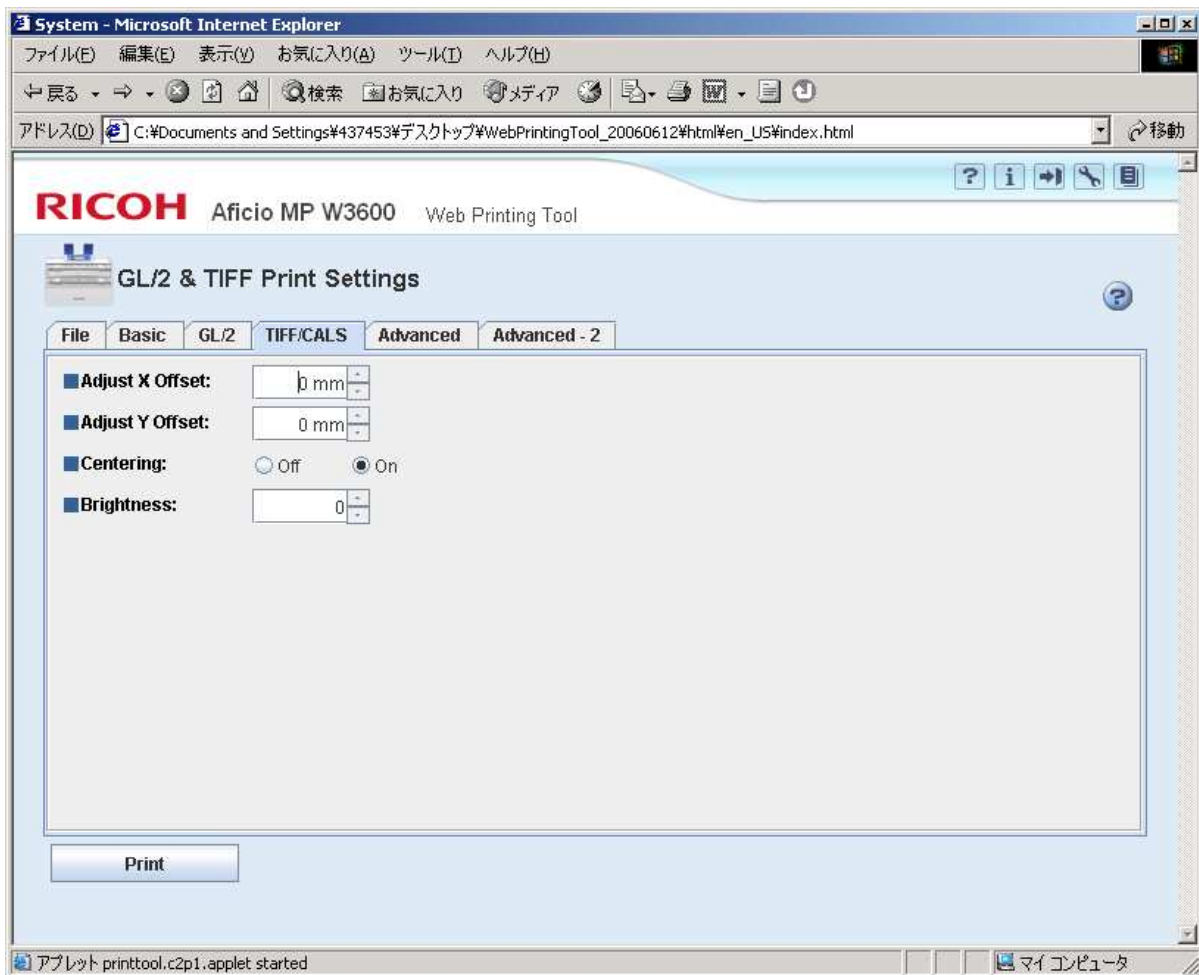 System - Microsoft Internet Explorer
ファイル(F) 編集(E) 表示(V) お気に入り(A) ツール(T) ヘルプ(H)
戻る 検索 お気に入り メディア
アドレス(D) C:¥Documents and Settings¥437453¥デスクトップ¥WebPrintingTool_20060612¥html¥en_US¥index.html 移動
RICOH Aficio MP W3600 Web Printing Tool
GL/2 & TIFF Print Settings
File Basic GL/2 TIFF/CALS Advanced Advanced - 2
Adjust X Offset: 0 mm
Adjust Y Offset: 0 mm
Centering: Off On
Brightness: 0
Print
アプレット printtool.c2p1.applet started マイ コンピュータ